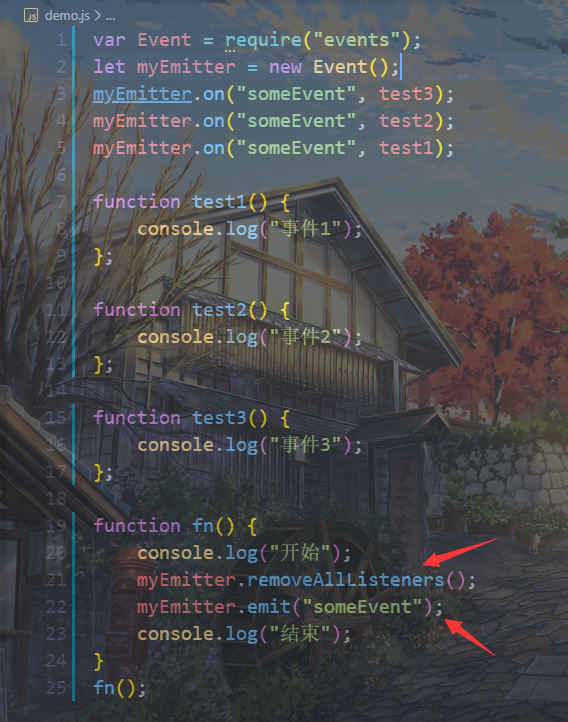 JS demo.js > ...
1 var Event = require("events");
2 let myEmitter = new Event();
3 myEmitter.on("someEvent", test3);
4 myEmitter.on("someEvent", test2);
5 myEmitter.on("someEvent", test1);
6
7 function test1() {
8     console.log("事件1");
9 };
10
11 function test2() {
12     console.log("事件2");
13 };
14
15 function test3() {
16     console.log("事件3");
17 };
18
19 function fn() {
20     console.log("开始");
21     myEmitter.removeAllListeners();
22     myEmitter.emit("someEvent");
23     console.log("结束");
24 }
25 fn();